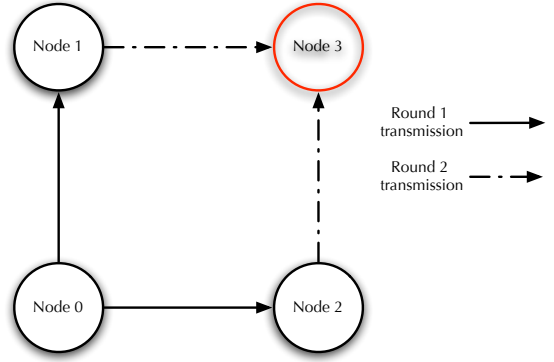 Node 1
Node 3
Round 1
transmission
Round 2
transmission
Node 0
Node 2